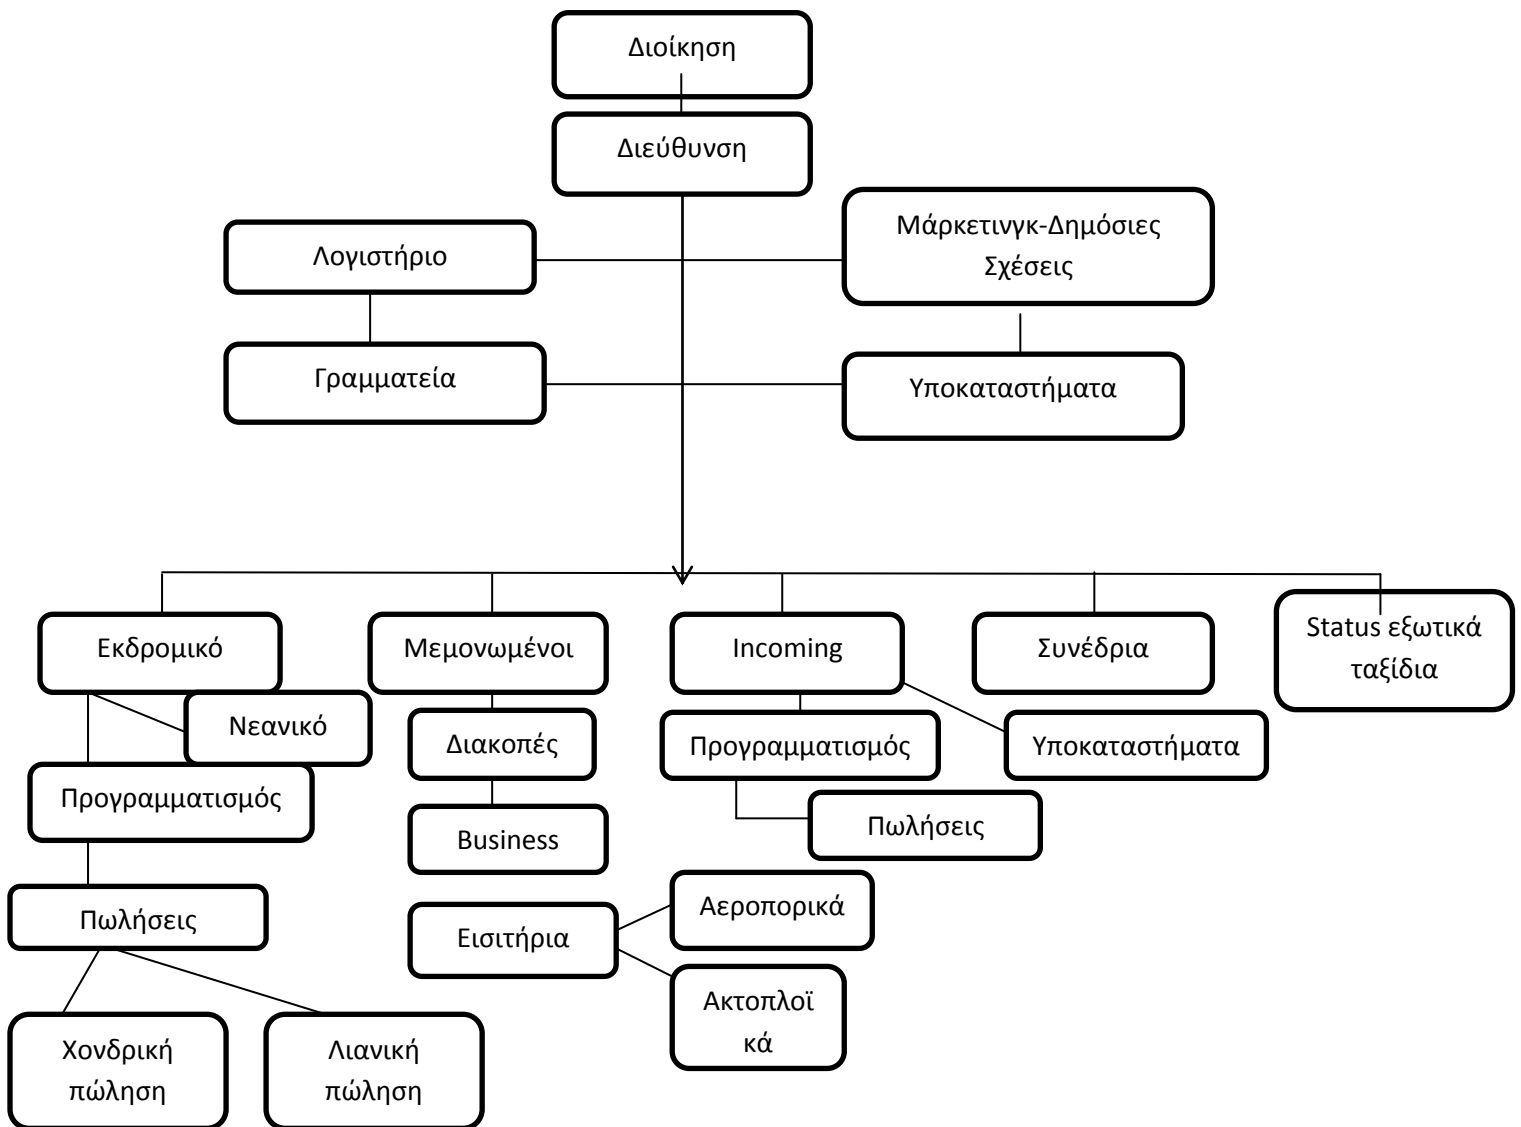 Διοίκηση
Διεύθυνση
Λογιστήριο
Μάρκετινγκ-Δημόσιες
Σχέσεις
Γραμματεία
Υποκαταστήματα
Εκδρομικό
Μεμονωμένοι
Incoming
Συνέδρια
Status εξωτικά
ταξίδια
Νεανικό
Διακοπές
Προγραμματισμός
Υποκαταστήματα
Προγραμματισμός
Business
Πωλήσεις
Πωλήσεις
Εισιτήρια
Αεροπορικά
Ακτοπλοϊ
κά
Χονδρική
πώληση
Λιανική
πώληση